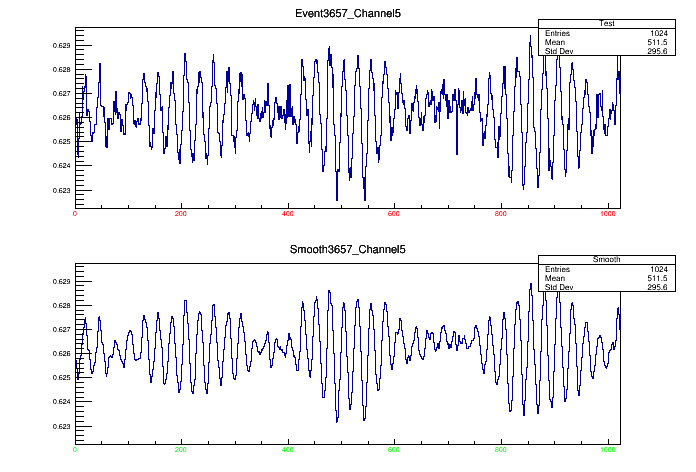 Event3657_Channel5
Test
Entries 1024
Mean 511.5
Std Dev 295.6
0.629
0.628
0.627
0.626
0.625
0.624
0.623
0 200 400 600 800 1000
Smooth3657_Channel5
Smooth
Entries 1024
Mean 511.5
Std Dev 295.6
0.629
0.628
0.627
0.626
0.625
0.624
0.623
0 200 400 600 800 1000